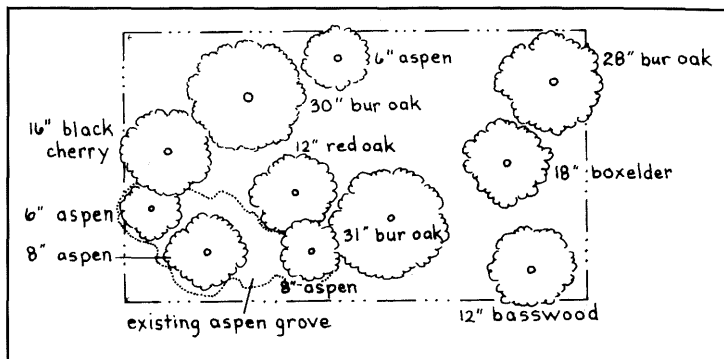 6" aspen
28" bur oak
30" bur oak
16" black
cherry
12" red oak
18" boxelder
6" aspen
31" bur oak
8" aspen
8" aspen
existing aspen grove
12" basswood